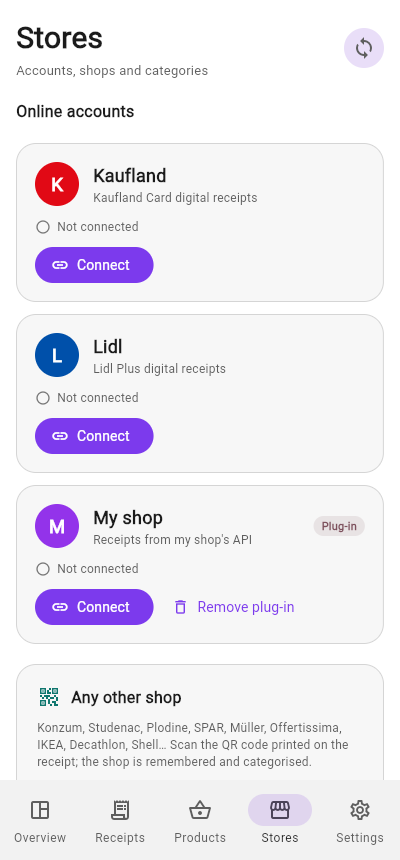 Stores
Accounts, shops and categories
Online accounts
K
Kaufland
Kaufland Card digital receipts
Not connected
Connect
L
Lidl
Lidl Plus digital receipts
Not connected
Connect
M
My shop
Receipts from my shop's API
Plug-in
Not connected
Connect
Remove plug-in
Any other shop
Konzum, Studenac, Plodine, SPAR, Müller, Offertissima,
IKEA, Decathlon, Shell… Scan the QR code printed on the
receipt; the shop is remembered and categorised.
Overview
Receipts
Products
Stores
Settings